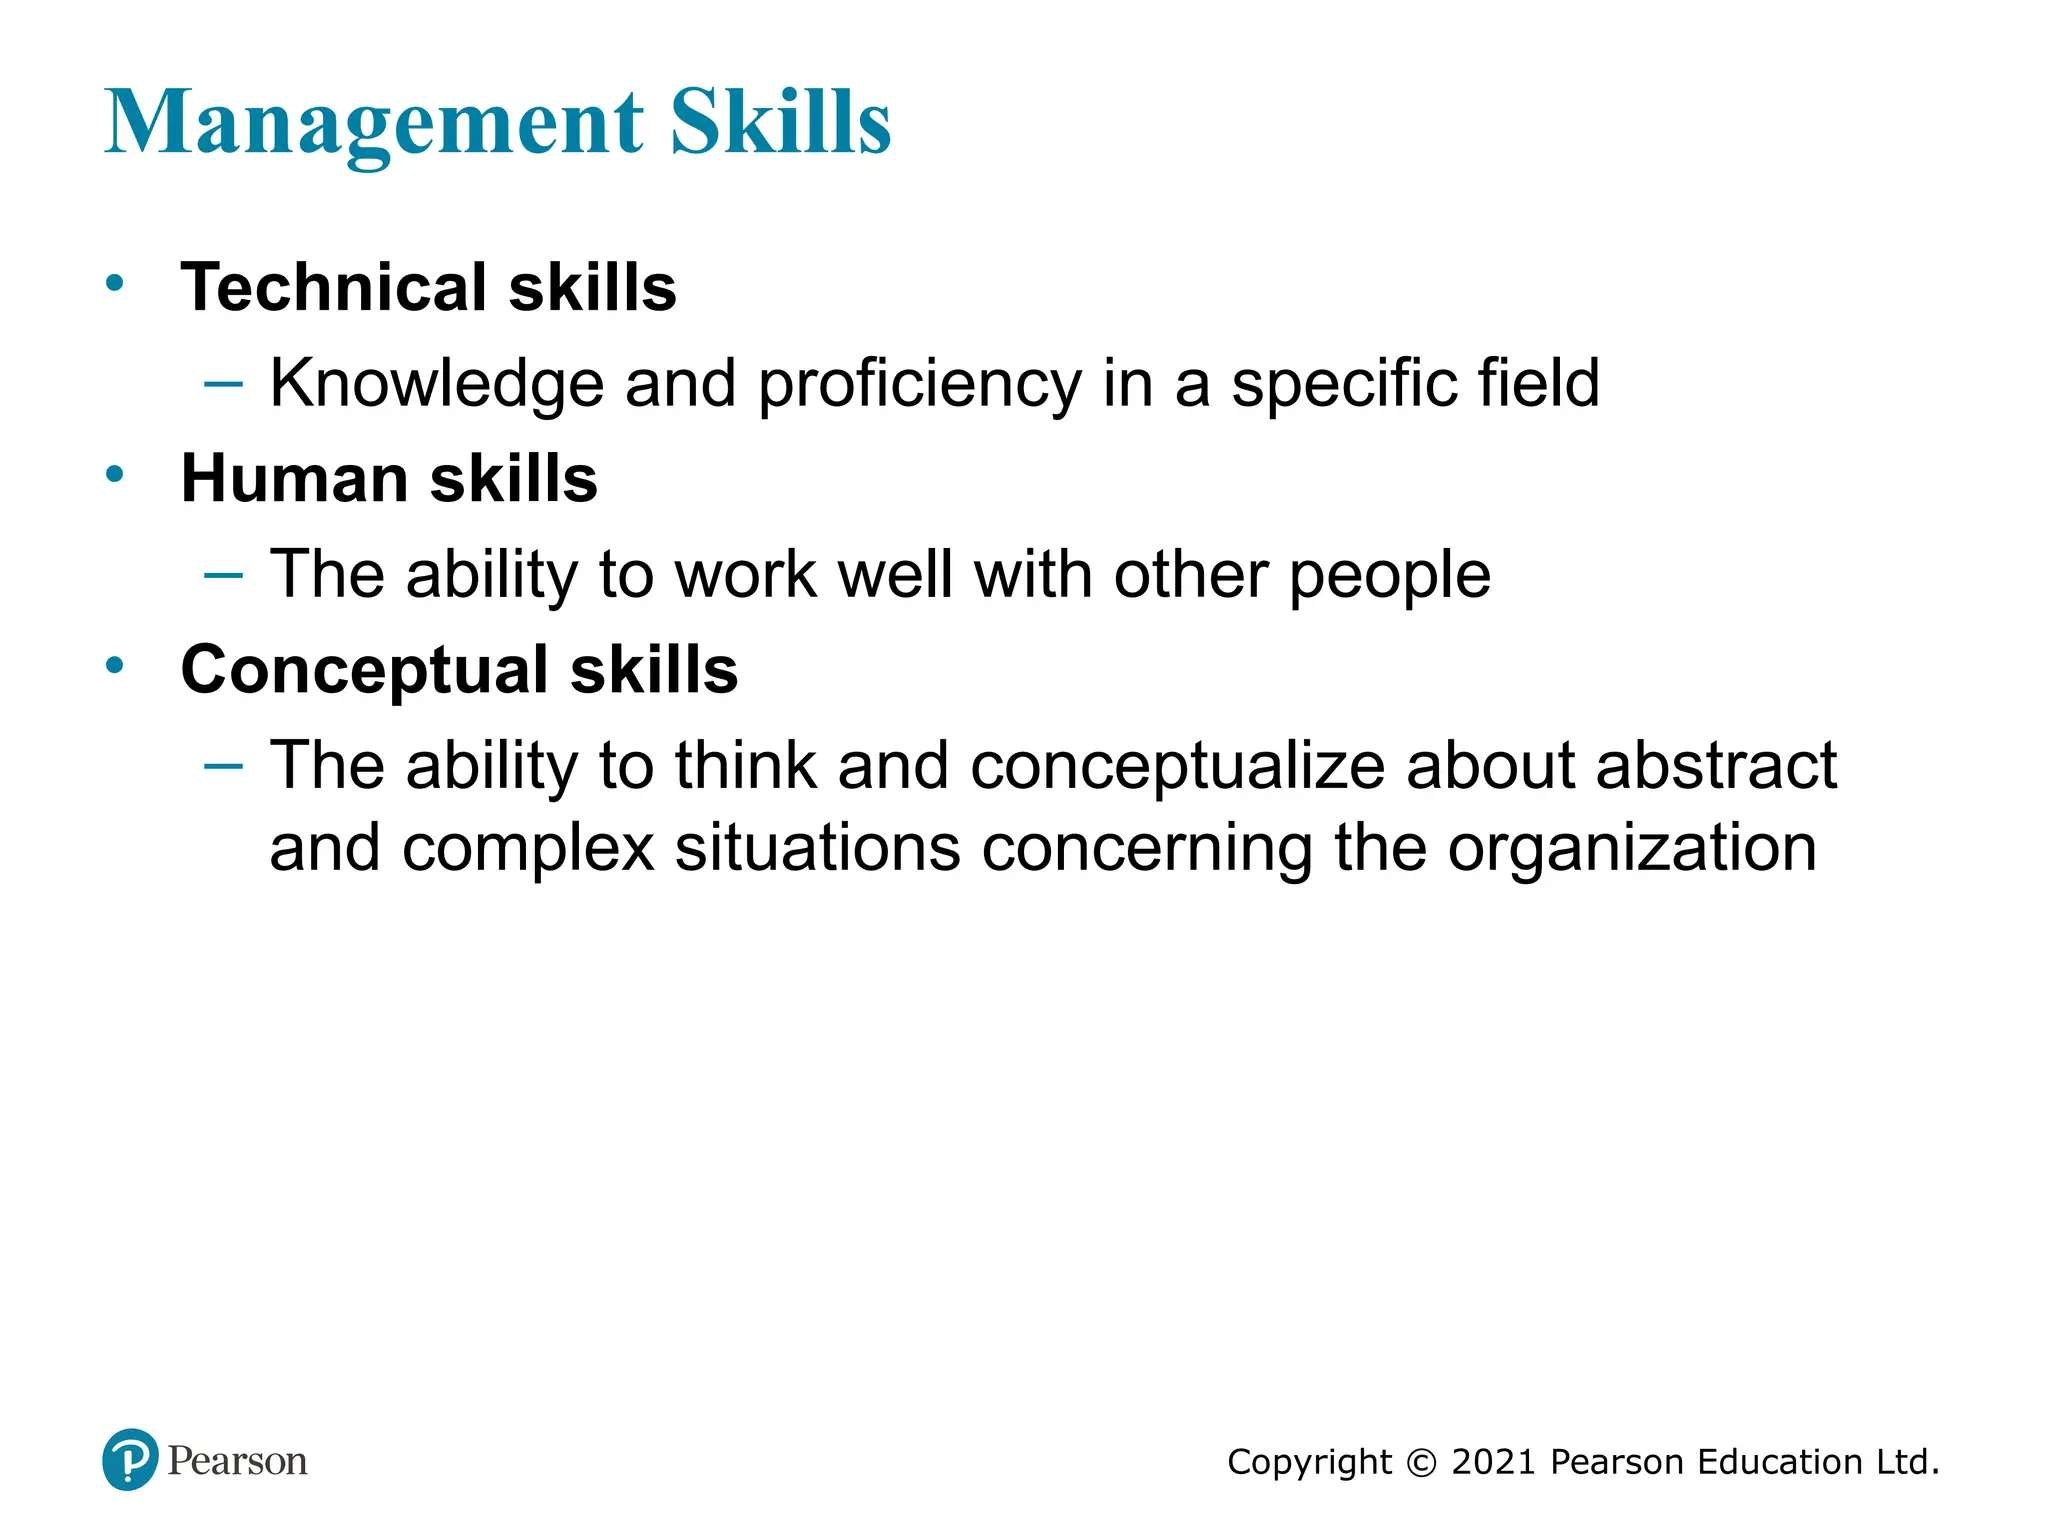 Management Skills
• Technical skills
– Knowledge and proficiency in a specific field
• Human skills
– The ability to work well with other people
• Conceptual skills
– The ability to think and conceptualize about abstract
and complex situations concerning the organization
Pearson
Copyright © 2021 Pearson Education Ltd.